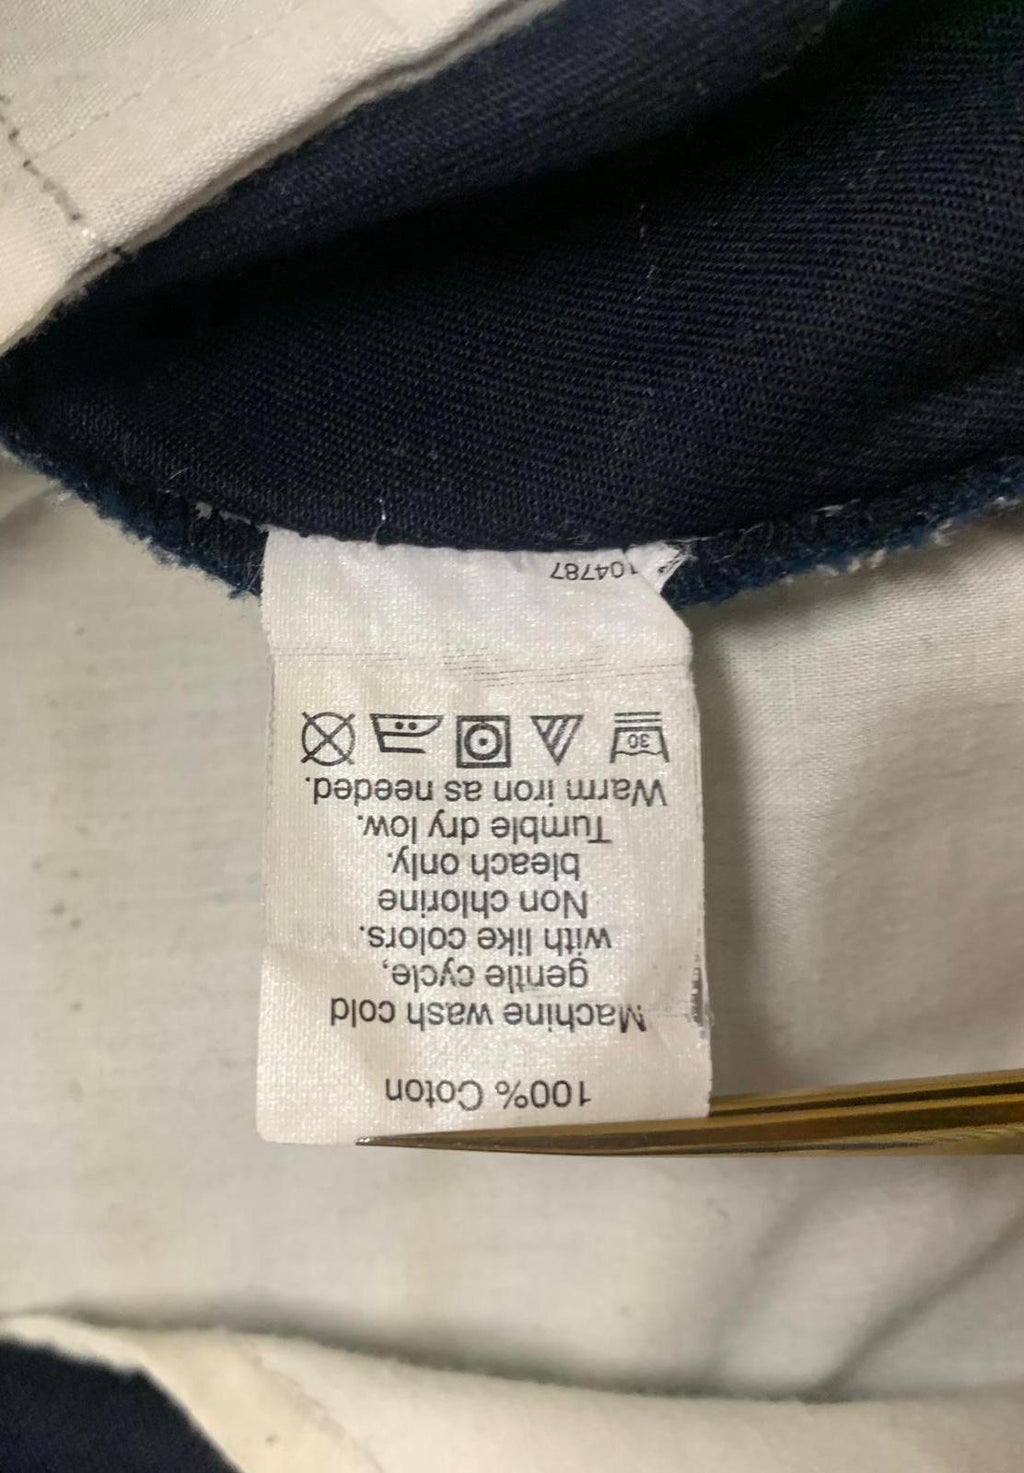 100% Coton
Machine wash cold
gentle cycle,
with like colors.
Non chlorine
bleach only.
Tumble dry low.
Warm iron as needed.
30
104787